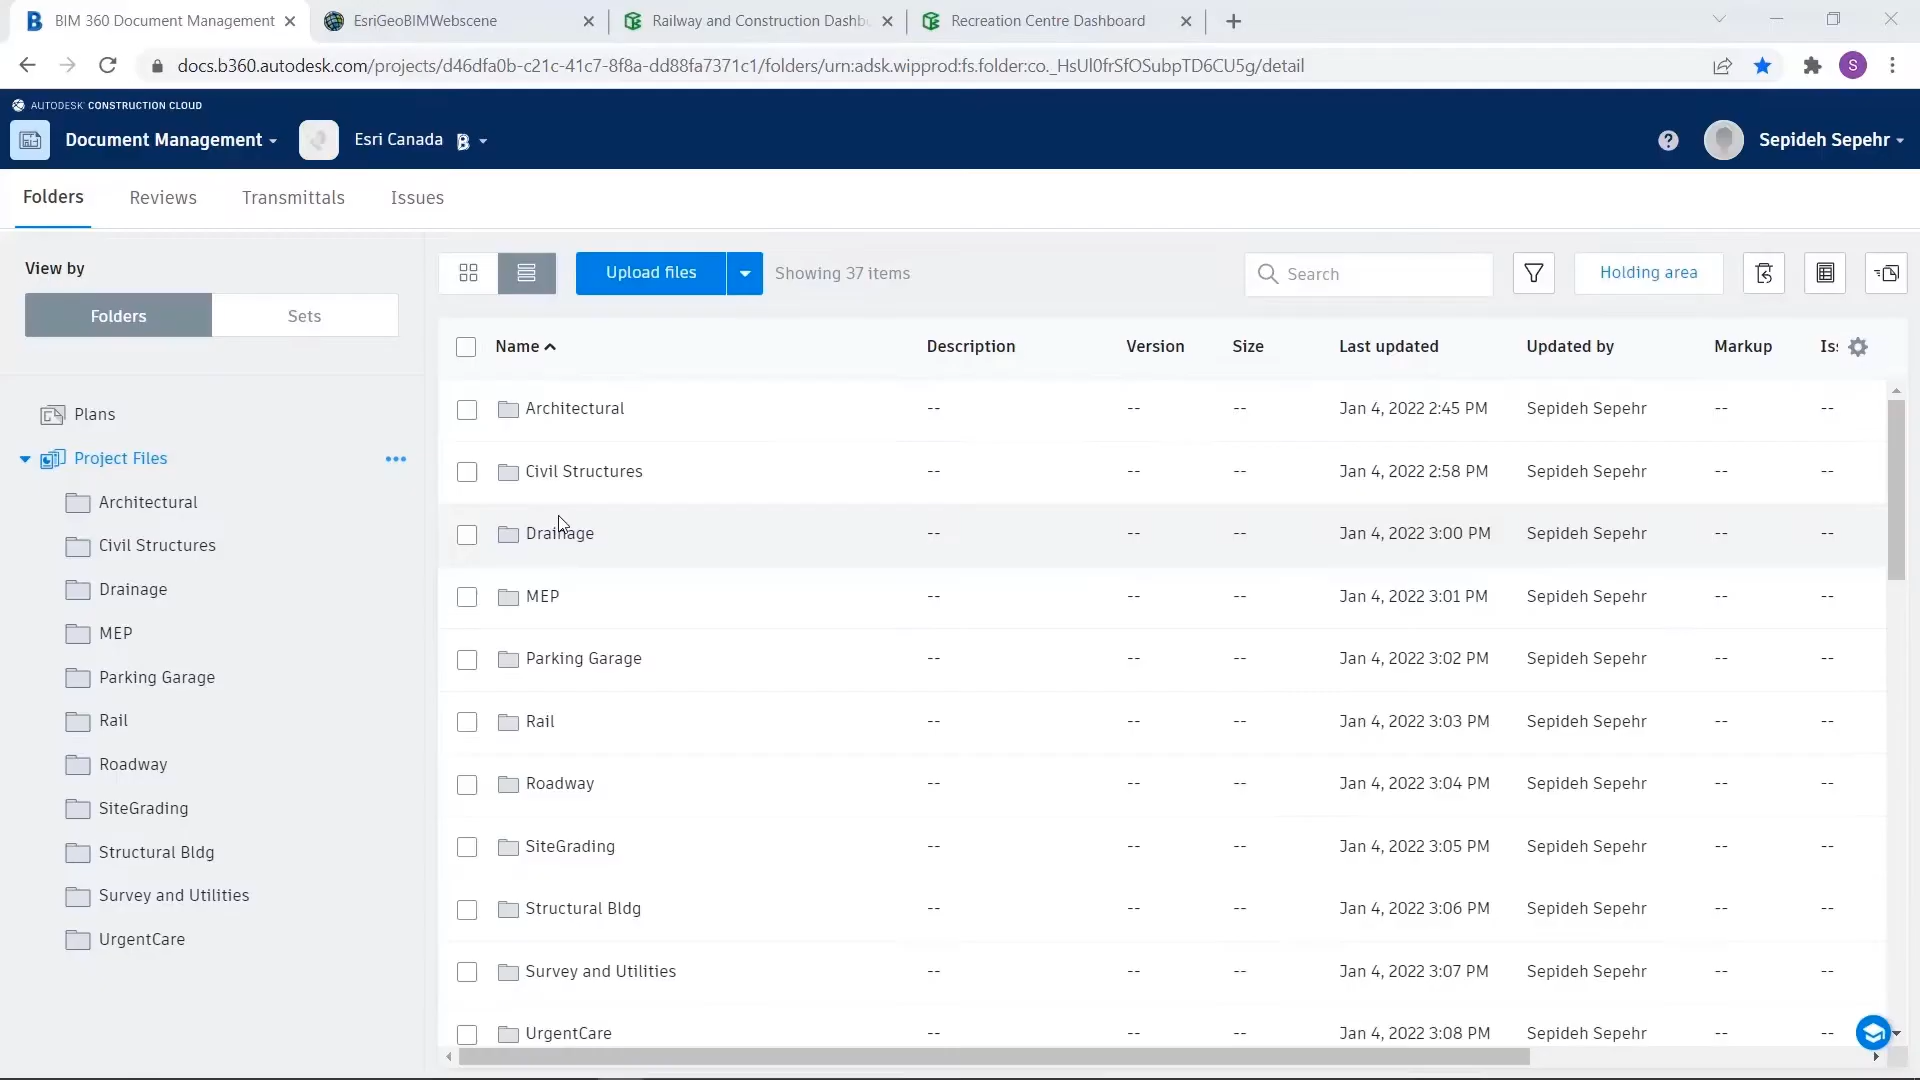 BIM 360 Document Management
EsriGeoBIMWebscene
Railway and Construction Dashb
Recreation Centre Dashboard
docs.b360.autodesk.com/projects/d46dfa0b-c21c-41c7-8f8a-dd88fa7371c1/folders/urn:adsk.wipprod:fs.folder:co._HsUl0frSfOSubpTD6CU5g/detail
S
AUTODESK CONSTRUCTION CLOUD
Document Management
Esri Canada
Sepideh Sepehr
Folders Reviews Transmittals Issues
View by
Folders Sets
Upload files
Showing 37 items
Search
Holding area
Plans
Project Files
Architectural
Civil Structures
Drainage
MEP
Parking Garage
Rail
Roadway
SiteGrading
Structural Bldg
Survey and Utilities
UrgentCare
Name Description Version Size Last updated Updated by Markup Iss
Architectural -- -- -- Jan 4, 2022 2:45 PM Sepideh Sepehr -- --
Civil Structures -- -- -- Jan 4, 2022 2:58 PM Sepideh Sepehr -- --
Drainage -- -- -- Jan 4, 2022 3:00 PM Sepideh Sepehr -- --
MEP -- -- -- Jan 4, 2022 3:01 PM Sepideh Sepehr -- --
Parking Garage -- -- -- Jan 4, 2022 3:02 PM Sepideh Sepehr -- --
Rail -- -- -- Jan 4, 2022 3:03 PM Sepideh Sepehr -- --
Roadway -- -- -- Jan 4, 2022 3:04 PM Sepideh Sepehr -- --
SiteGrading -- -- -- Jan 4, 2022 3:05 PM Sepideh Sepehr -- --
Structural Bldg -- -- -- Jan 4, 2022 3:06 PM Sepideh Sepehr -- --
Survey and Utilities -- -- -- Jan 4, 2022 3:07 PM Sepideh Sepehr -- --
UrgentCare -- -- -- Jan 4, 2022 3:08 PM Sepideh Sepehr -- --